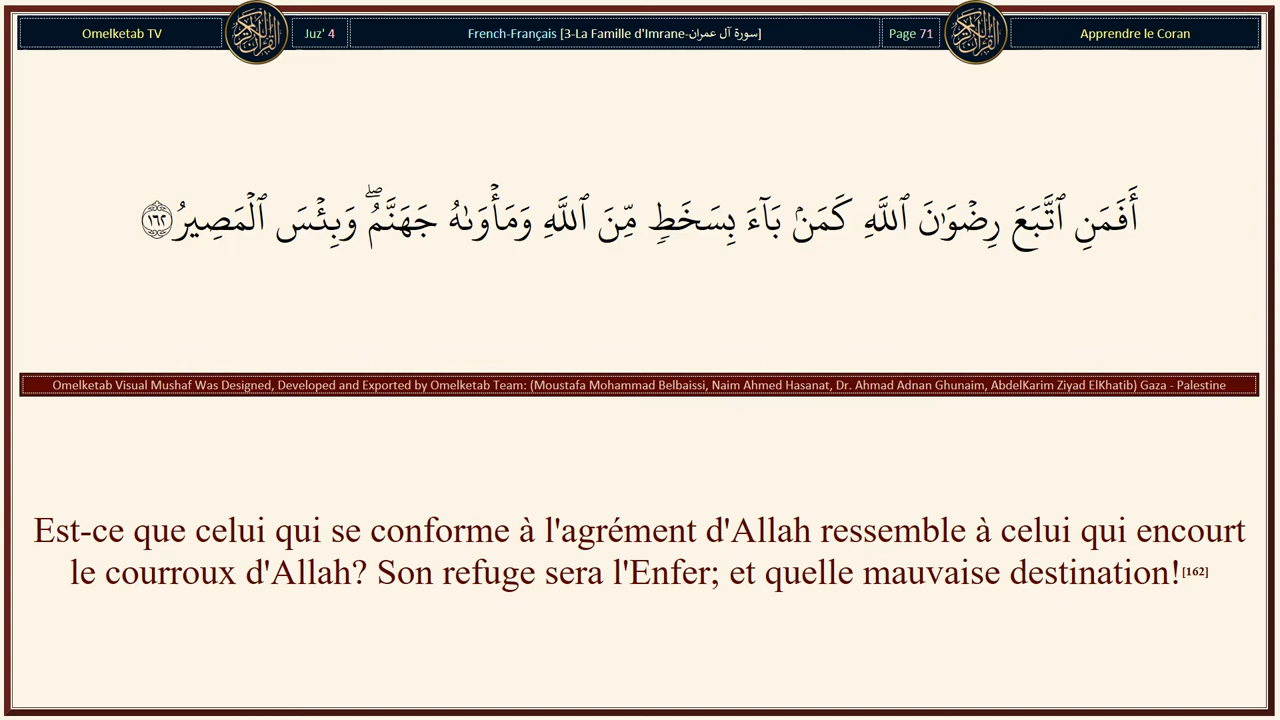 Omelketab TV
Juz' 4
French-Français [3-La Famille d'Imrane-سورة آل عمران]
Page 71
Apprendre le Coran
أَفَمَنِ ٱتَّبَعَ رِضْوَٰنَ ٱللَّهِ كَمَنۢ بَآءَ بِسَخَطٍۢ مِّنَ ٱللَّهِ وَمَأْوَىٰهُ جَهَنَّمُ ۖ وَبِئْسَ ٱلْمَصِيرُ ١٦٢
Omelketab Visual Mushaf Was Designed, Developed and Exported by Omelketab Team: (Moustafa Mohammad Belbaissi, Naim Ahmed Hasanat, Dr. Ahmad Adnan Ghunaim, AbdelKarim Ziyad ElKhatib) Gaza - Palestine
Est-ce que celui qui se conforme à l'agrément d'Allah ressemble à celui qui encourt
le courroux d'Allah? Son refuge sera l'Enfer; et quelle mauvaise destination![162]